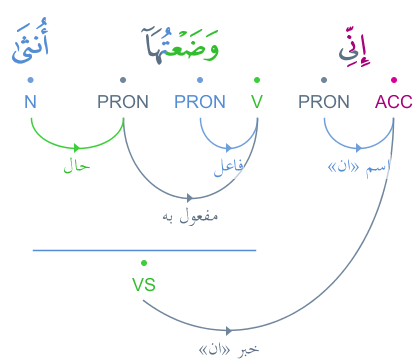 إِنِّي وَضَعْتُهَآ أُنثَىٰ
ACC PRON V PRON PRON N
اسم «ان» فاعل حال
مفعول به
VS
خبر «ان»